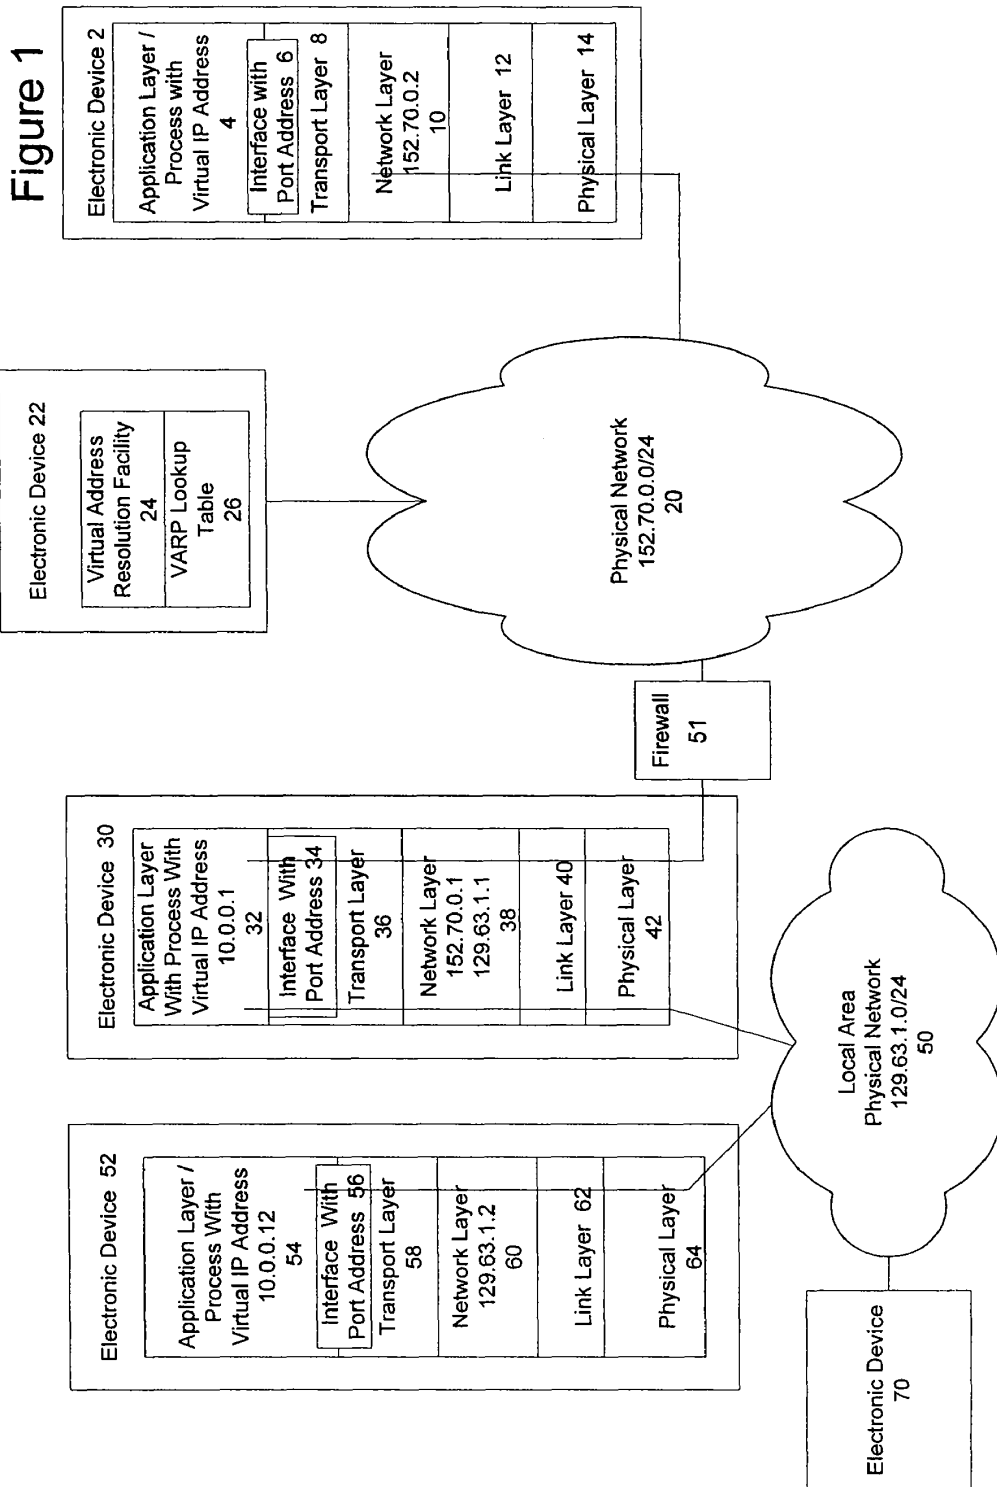 Figure 1
Electronic Device 52
Application Layer /
Process With
Virtual IP Address
10.0.0.12
54
Interface With
Port Address 56
Transport Layer
58
Network Layer
129.63.1.2
60
Link Layer 62
Physical Layer
64
Electronic Device 30
Application Layer
With Process With
Virtual IP Address
10.0.0.1
32
Interface With
Port Address 34
Transport Layer
36
Network Layer
152.70.0.1
129.63.1.1
38
Link Layer 40
Physical Layer
42
Electronic Device 22
Virtual Address
Resolution Facility
24
VARP Lookup
Table
26
Electronic Device 2
Application Layer /
Process with
Virtual IP Address
4
Interface with
Port Address 6
Transport Layer 8
Network Layer
152.70.0.2
10
Link Layer 12
Physical Layer 14
Firewall
51
Physical Network
152.70.0.0/24
20
Local Area
Physical Network
129.63.1.0/24
50
Electronic Device
70